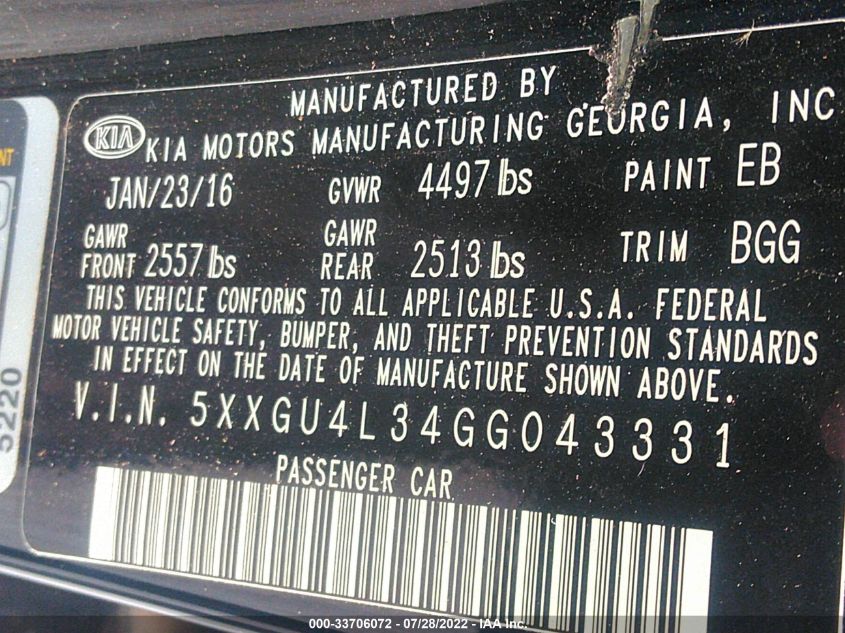 MANUFACTURED BY
KIA KIA MOTORS MANUFACTURING GEORGIA, INC
JAN/23/16 GVWR 4497 lbs PAINT EB
GAWR FRONT 2557 lbs GAWR REAR 2513 lbs TRIM BGG
THIS VEHICLE CONFORMS TO ALL APPLICABLE U.S.A. FEDERAL
MOTOR VEHICLE SAFETY, BUMPER, AND THEFT PREVENTION STANDARDS
IN EFFECT ON THE DATE OF MANUFACTURE SHOWN ABOVE.
V.I.N. 5XXGU4L34GG043331
PASSENGER CAR
5220
000-33706072 - 07/28/2022 - IAA Inc.